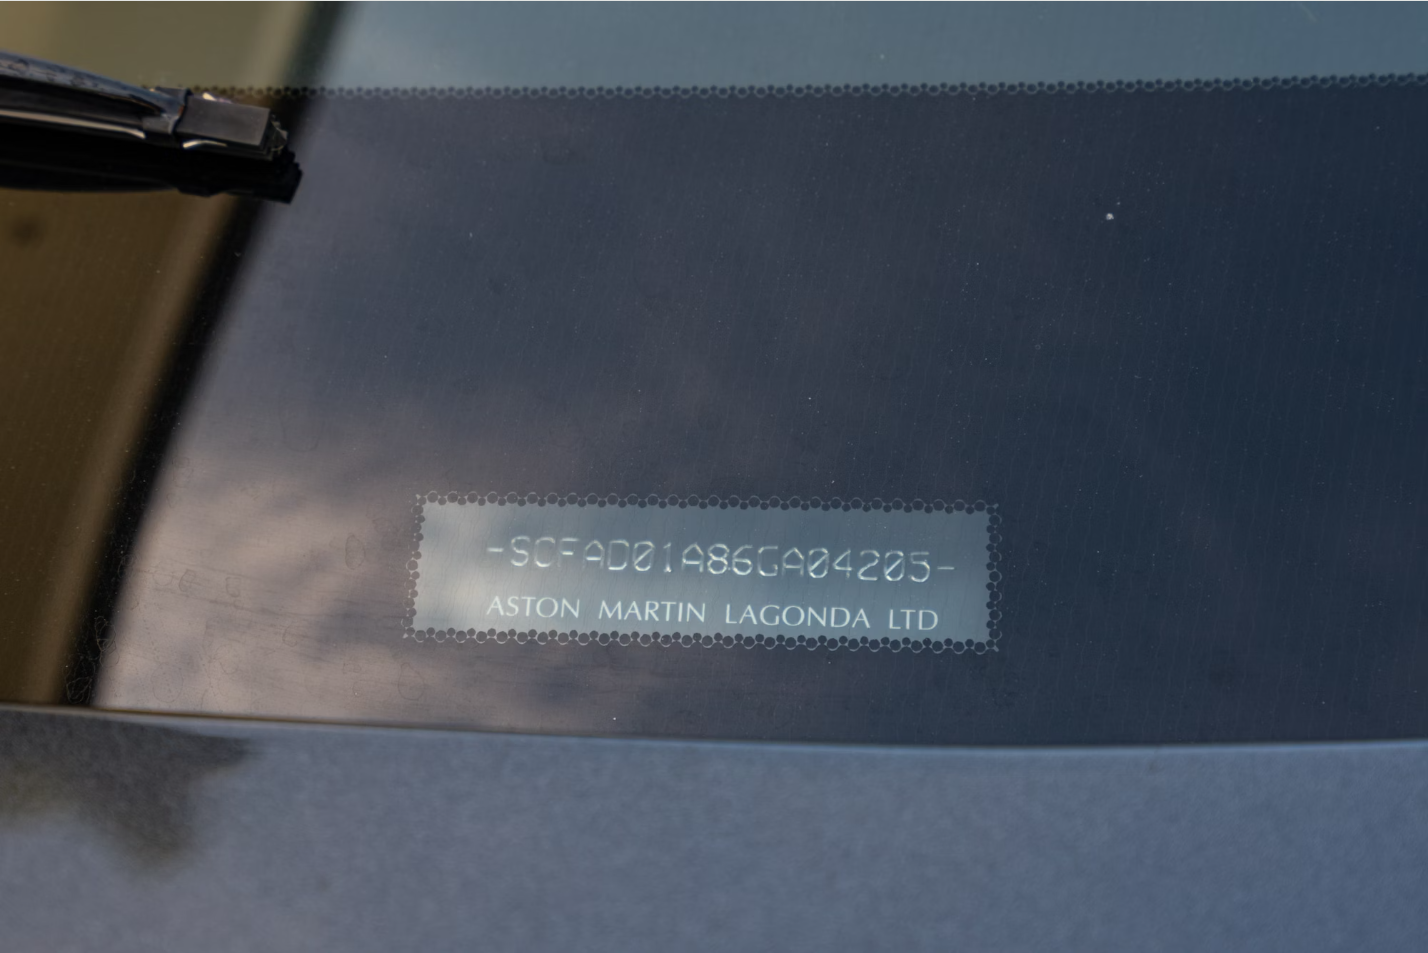 -SCFAD01A86GA04205-
ASTON MARTIN LAGONDA LTD